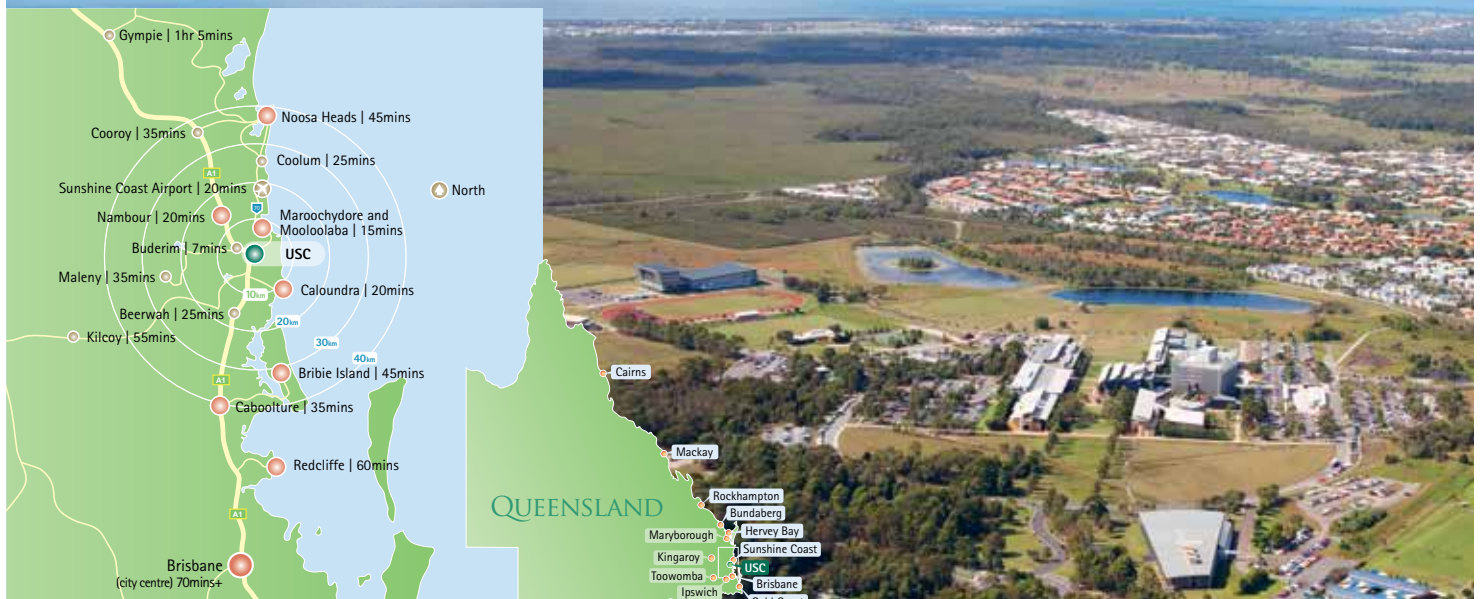 Gympie | 1hr 5mins
Noosa Heads | 45mins
Cooroy | 35mins
Coolum | 25mins
A1
Sunshine Coast Airport | 20mins
North
70
Nambour | 20mins
Maroochydore and
Mooloolaba | 15mins
Buderim | 7mins
USC
Maleny | 35mins
10km
Caloundra | 20mins
Beerwah | 25mins
20km
Kilcoy | 55mins
30km
40km
Bribie Island | 45mins
A1
Caboolture | 35mins
Redcliffe | 60mins
A1
Brisbane
(city centre) 70mins+
Cairns
Mackay
QUEENSLAND
Rockhampton
Bundaberg
Hervey Bay
Maryborough
Sunshine Coast
Kingaroy
USC
Toowomba
Brisbane
Ipswich